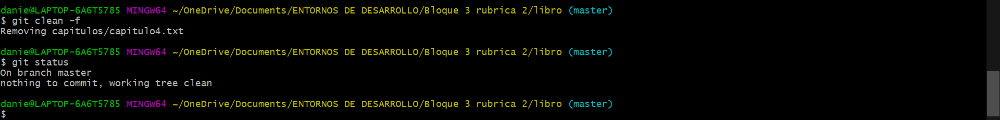 danie@LAPTOP-6A6T5785 MINGW64 ~/OneDrive/Documents/ENTORNOS DE DESARROLLO/Bloque 3 rubrica 2/libro (master)
$ git clean -f
Removing capitulos/capitulo4.txt
danie@LAPTOP-6A6T5785 MINGW64 ~/OneDrive/Documents/ENTORNOS DE DESARROLLO/Bloque 3 rubrica 2/libro (master)
$ git status
On branch master
nothing to commit, working tree clean
danie@LAPTOP-6A6T5785 MINGW64 ~/OneDrive/Documents/ENTORNOS DE DESARROLLO/Bloque 3 rubrica 2/libro (master)
$